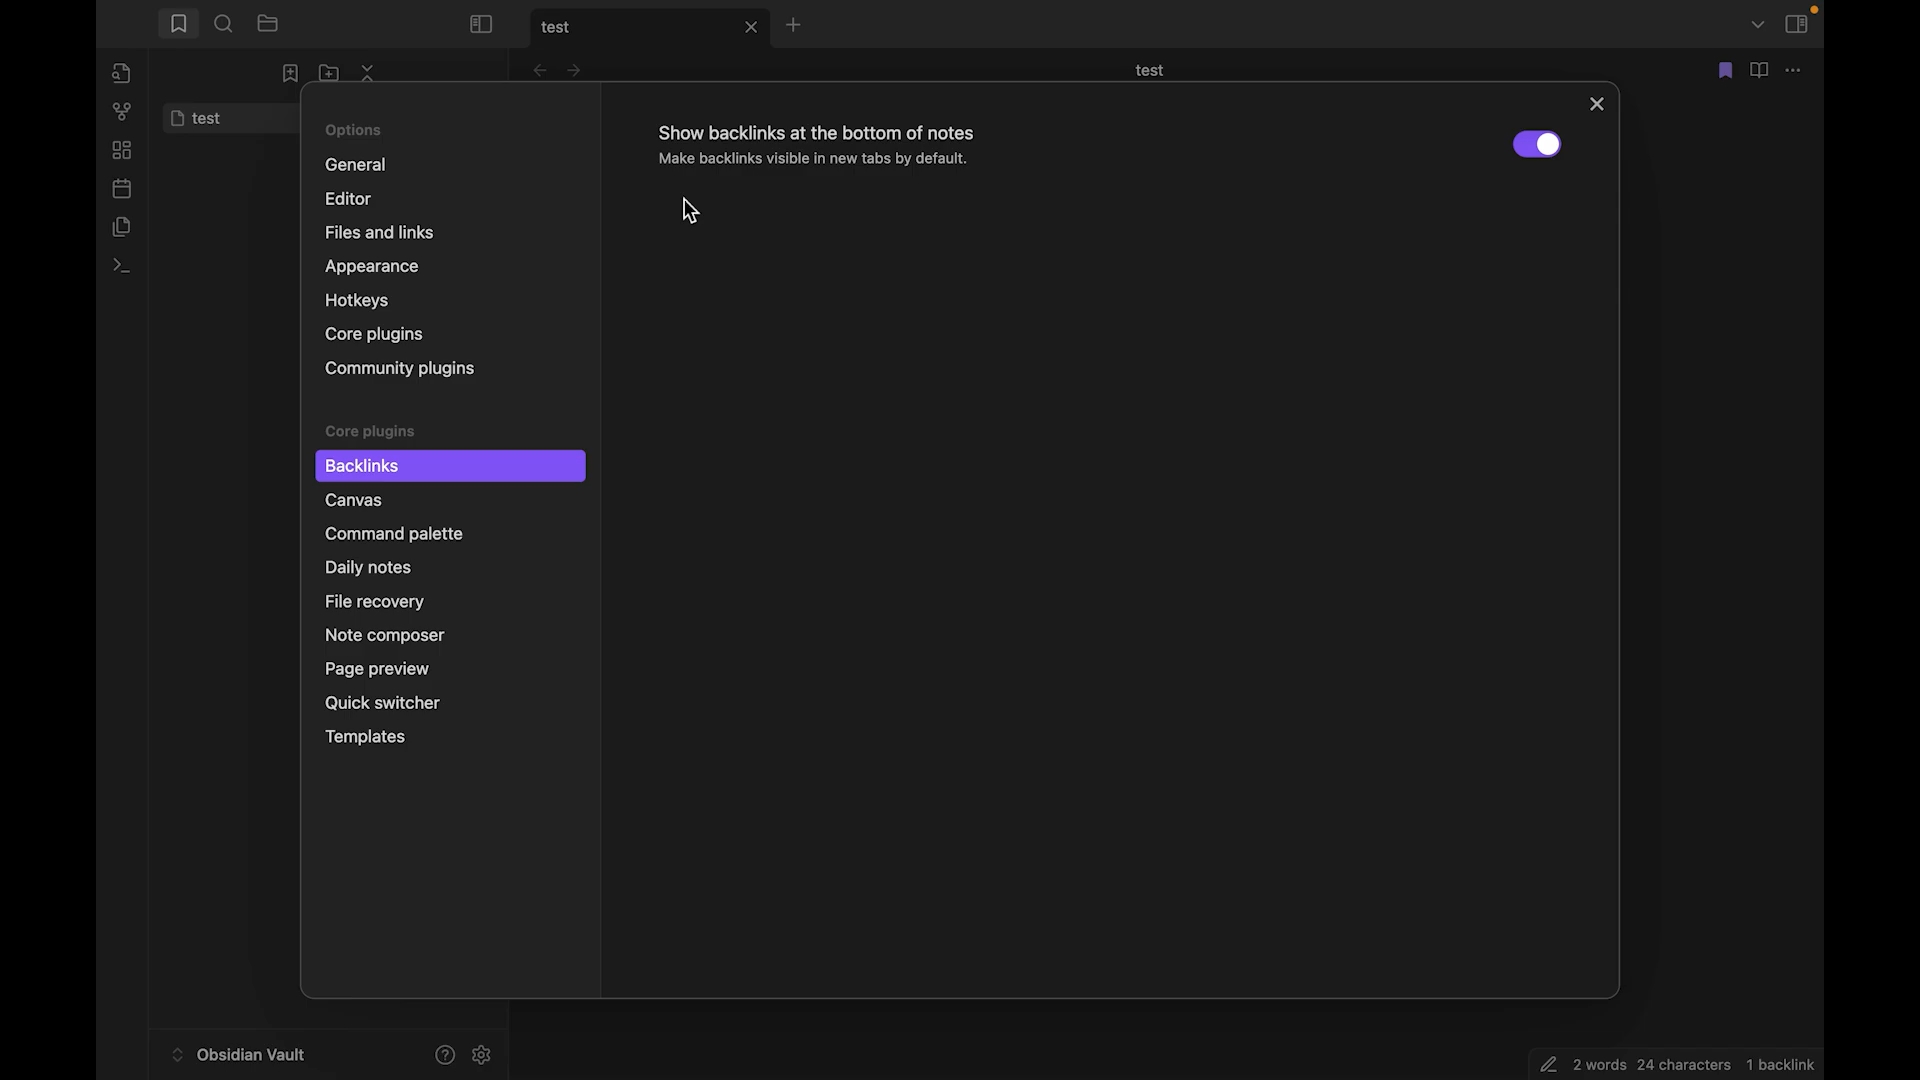 test
test
test
Options
General
Editor
Files and links
Appearance
Hotkeys
Core plugins
Community plugins
Core plugins
Backlinks
Canvas
Command palette
Daily notes
File recovery
Note composer
Page preview
Quick switcher
Templates
Show backlinks at the bottom of notes
Make backlinks visible in new tabs by default.
Obsidian Vault
2 words 24 characters 1 backlink